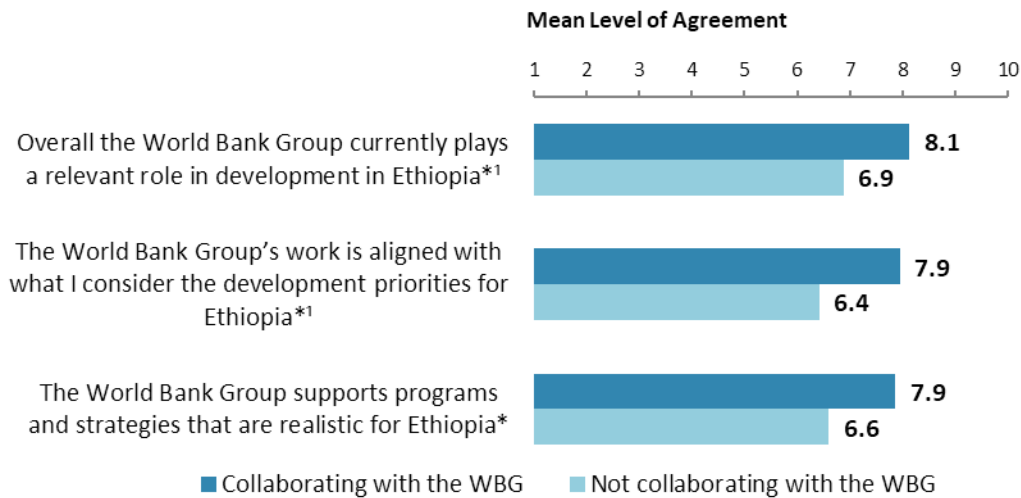 Mean Level of Agreement
1 2 3 4 5 6 7 8 9 10
Overall the World Bank Group currently plays
a relevant role in development in Ethiopia*¹
8.1
6.9
The World Bank Group’s work is aligned with
what I consider the development priorities for
Ethiopia*¹
7.9
6.4
The World Bank Group supports programs
and strategies that are realistic for Ethiopia*
7.9
6.6
Collaborating with the WBG Not collaborating with the WBG